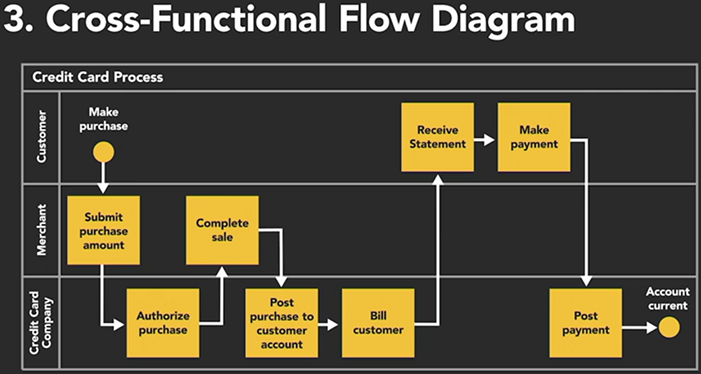 3. Cross-Functional Flow Diagram
Credit Card Process
Customer
Make
purchase
Receive
Statement
Make
payment
Merchant
Submit
purchase
amount
Complete
sale
Credit Card
Company
Authorize
purchase
Post
purchase to
customer
account
Bill
customer
Post
payment
Account
current